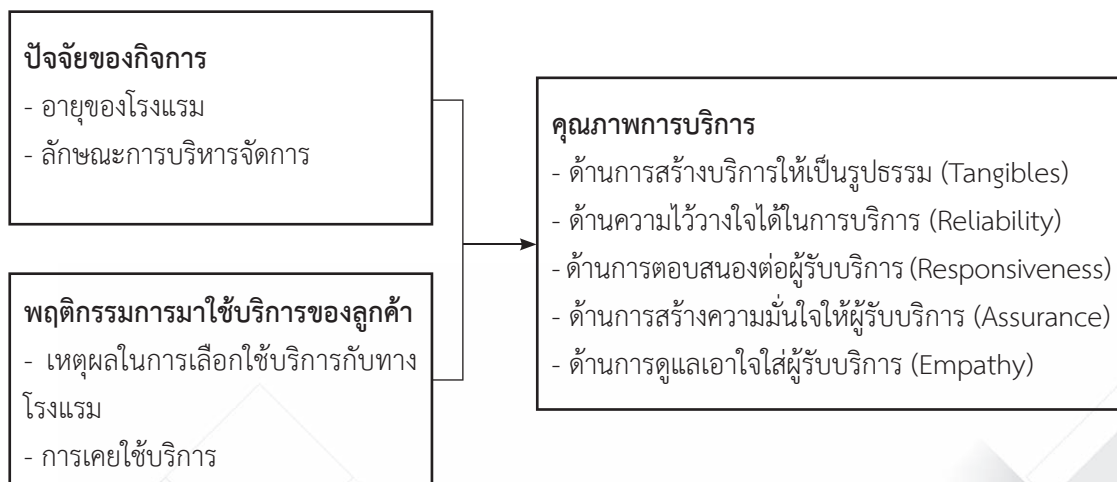 ปัจจัยของกิจการ
- อายุของโรงแรม
- ลักษณะการบริหารจัดการ
พฤติกรรมการมาใช้บริการของลูกค้า
- เหตุผลในการเลือกใช้บริการกับทาง
โรงแรม
- การเคยใช้บริการ
คุณภาพการบริการ
- ด้านการสร้างบริการให้เป็นรูปธรรม (Tangibles)
- ด้านความไว้วางใจได้ในการบริการ (Reliability)
- ด้านการตอบสนองต่อผู้รับบริการ (Responsiveness)
- ด้านการสร้างความมั่นใจให้ผู้รับบริการ (Assurance)
- ด้านการดูแลเอาใจใส่ผู้รับบริการ (Empathy)